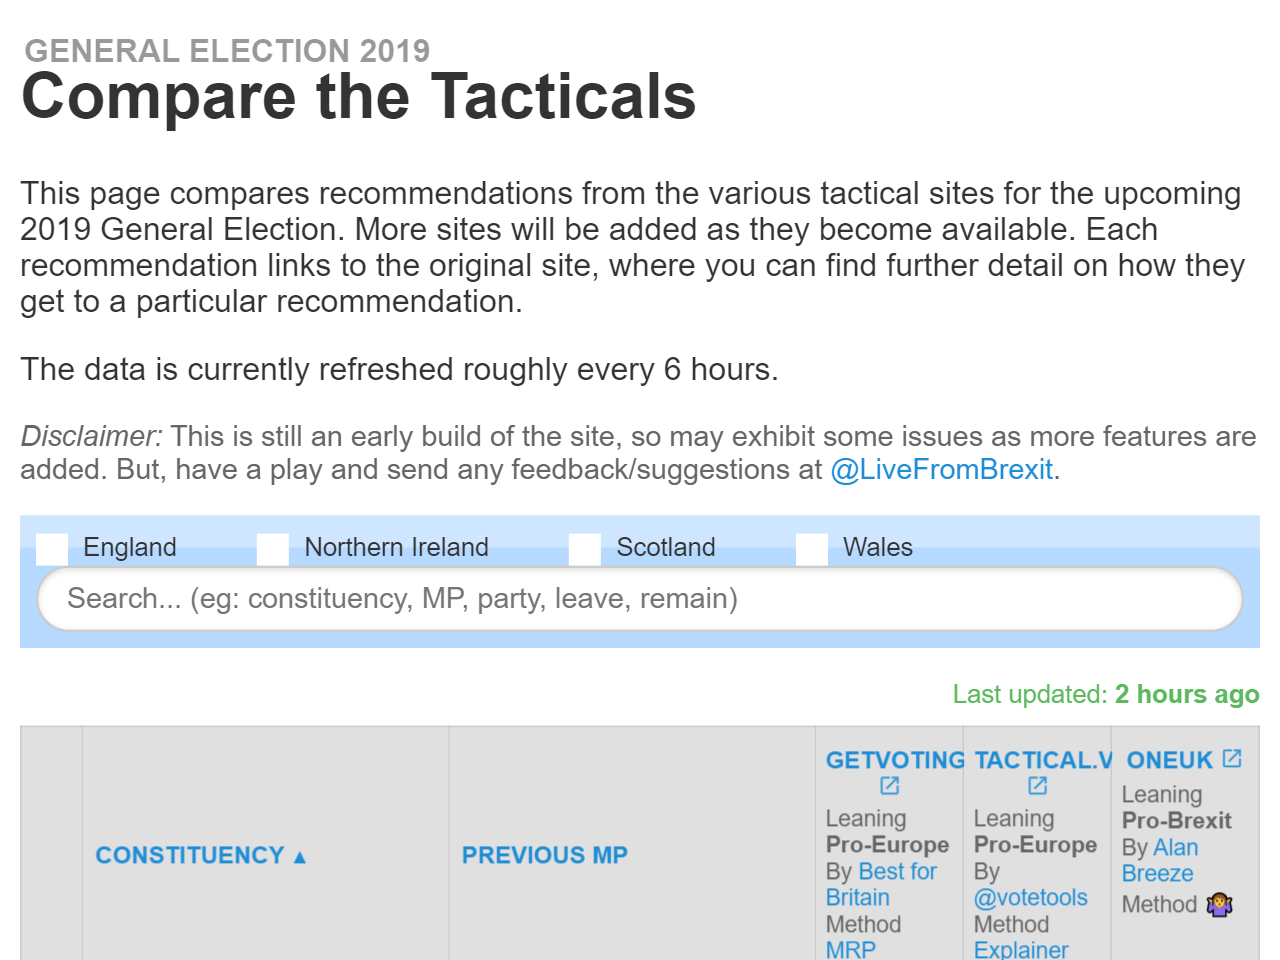 GENERAL ELECTION 2019
Compare the Tacticals
This page compares recommendations from the various tactical sites for the upcoming
2019 General Election. More sites will be added as they become available. Each
recommendation links to the original site, where you can find further detail on how they
get to a particular recommendation.
The data is currently refreshed roughly every 6 hours.
Disclaimer: This is still an early build of the site, so may exhibit some issues as more features are
added. But, have a play and send any feedback/suggestions at @LiveFromBrexit.
England Northern Ireland Scotland Wales
Search... (eg: constituency, MP, party, leave, remain)
Last updated: 2 hours ago
CONSTITUENCY ▲
PREVIOUS MP
GETVOTING
Leaning
Pro-Europe
By Best for
Britain
Method
MRP
TACTICAL.V
Leaning
Pro-Europe
By
@votetools
Method
Explainer
ONEUK
Leaning
Pro-Brexit
By Alan
Breeze
Method 🤷‍♀️